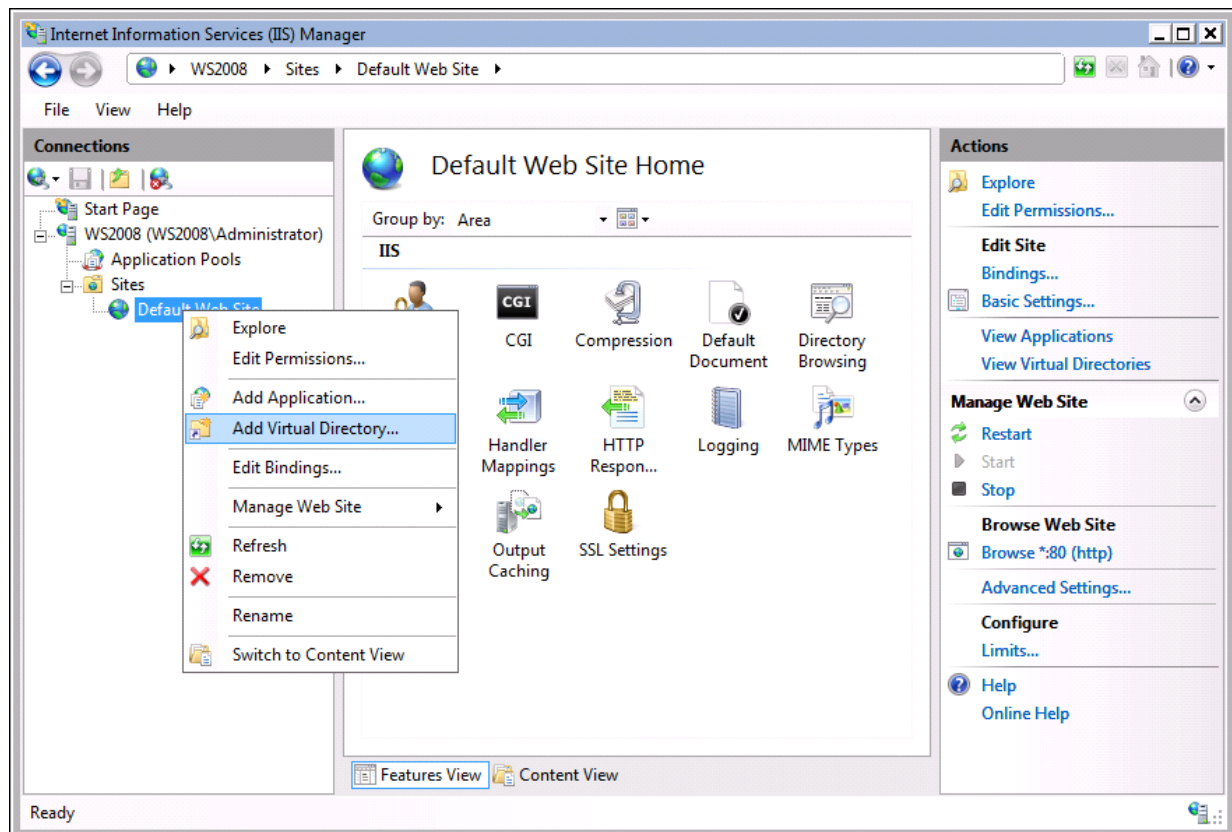 Internet Information Services (IIS) Manager
WS2008
Sites
Default Web Site
File
View
Help
Connections
Start Page
WS2008 (WS2008\Administrator)
Application Pools
Sites
Default Web Site
Explore
Edit Permissions...
Add Application...
Add Virtual Directory...
Edit Bindings...
Manage Web Site
Refresh
Remove
Rename
Switch to Content View
Default Web Site Home
Group by: Area
IIS
CGI
CGI
Compression
Default
Document
Directory
Browsing
Handler
Mappings
HTTP
Respon...
Logging
MIME Types
Output
Caching
SSL Settings
Features View
Content View
Actions
Explore
Edit Permissions...
Edit Site
Bindings...
Basic Settings...
View Applications
View Virtual Directories
Manage Web Site
Restart
Start
Stop
Browse Web Site
Browse *:80 (http)
Advanced Settings...
Configure
Limits...
Help
Online Help
Ready